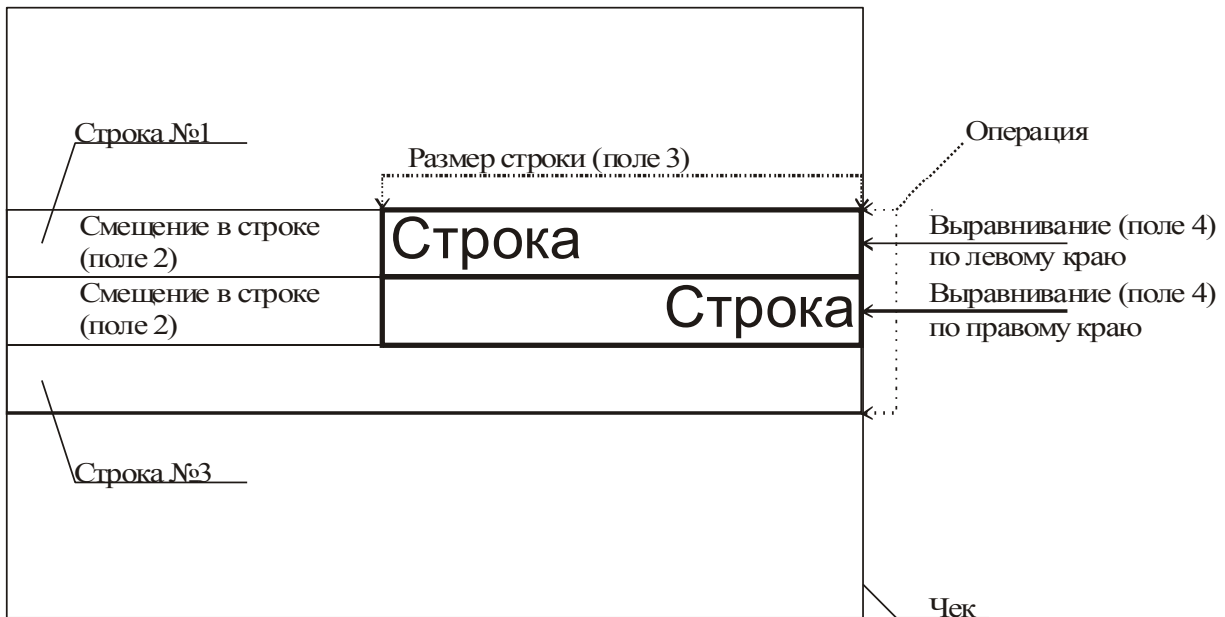 Строка №1
Операция
Размер строки (поле 3)
Смещение в строке
(поле 2)
Строка
Выравнивание (поле 4)
по левому краю
Смещение в строке
(поле 2)
Строка
Выравнивание (поле 4)
по правому краю
Строка №3
Чек